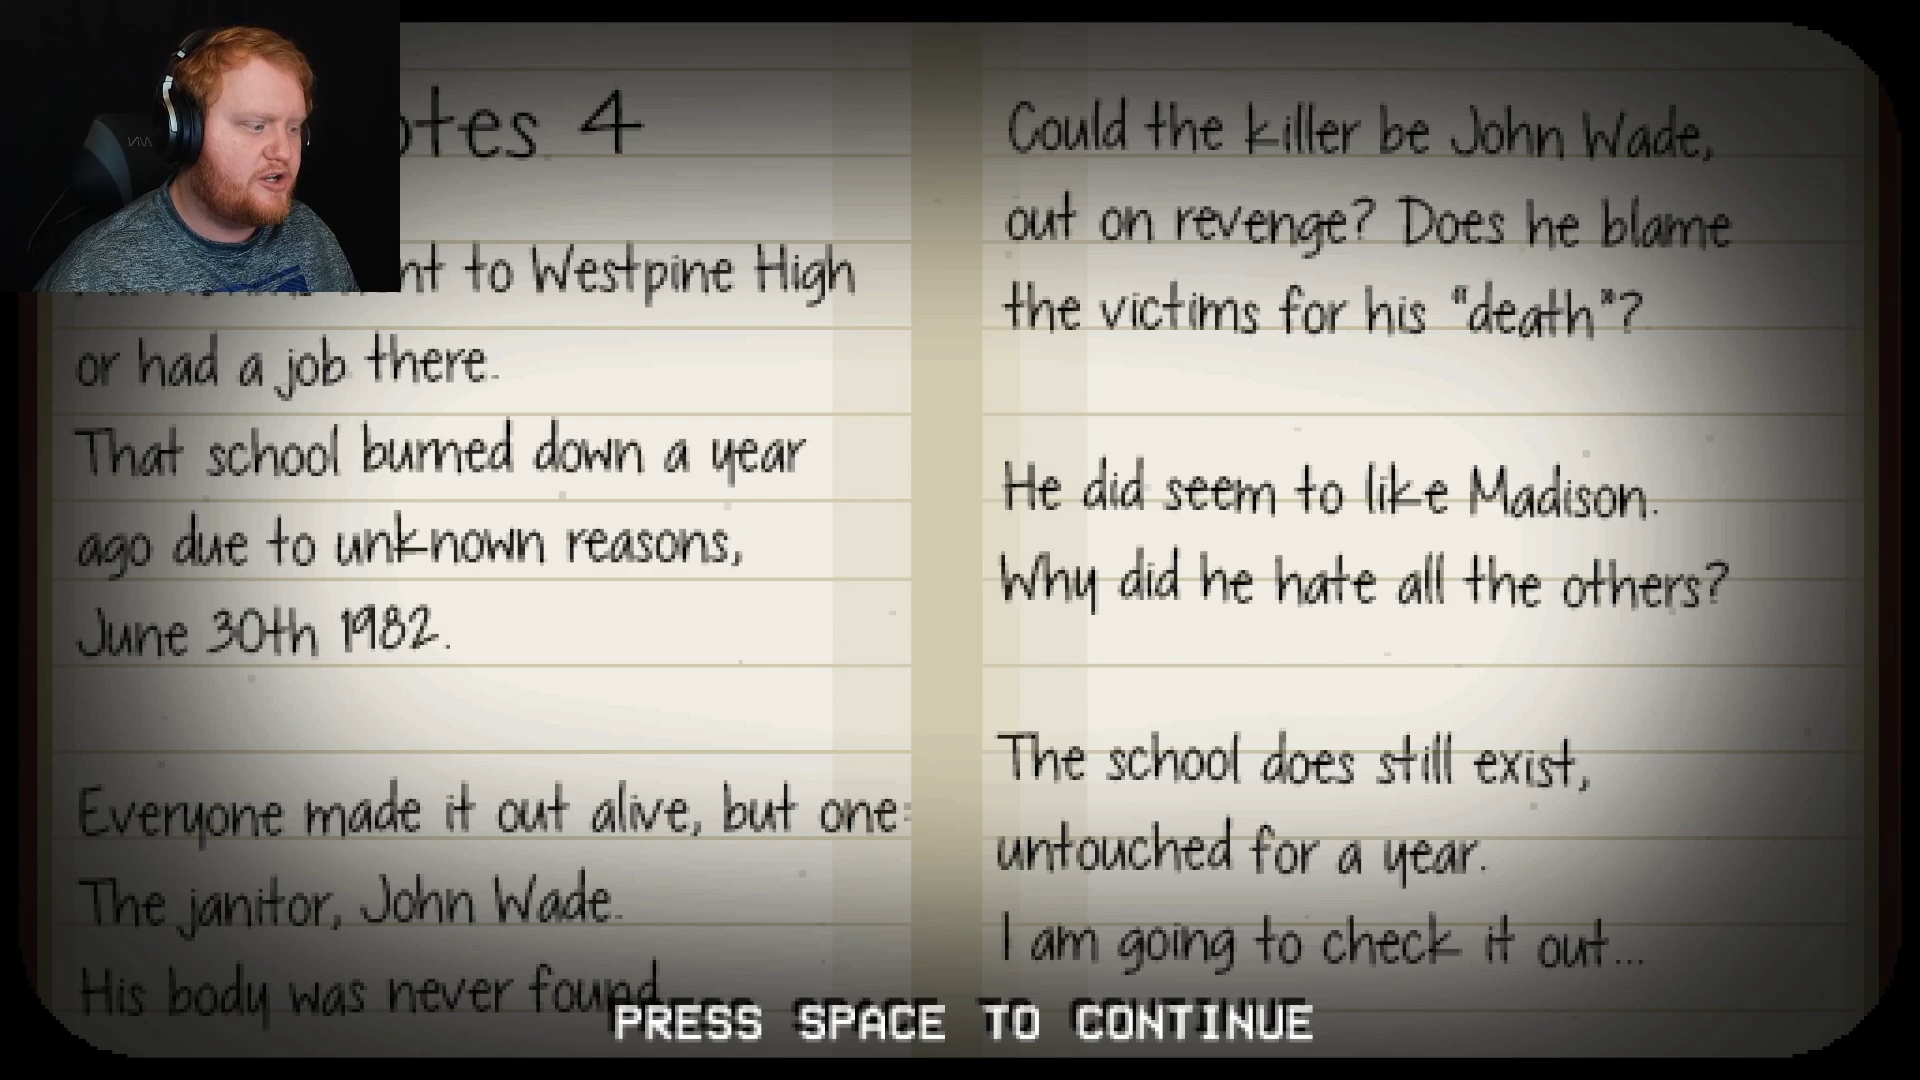 otes 4
nt to Westpine High
or had a job there.
That school burned down a year
ago due to unknown reasons,
June 30th 1982.
Everyone made it out alive, but one:
The janitor, John Wade.
His body was never found.
Could the killer be John Wade,
out on revenge? Does he blame
the victims for his "death"?
He did seem to like Madison.
Why did he hate all the others?
The school does still exist,
untouched for a year.
I am going to check it out...
PRESS SPACE TO CONTINUE